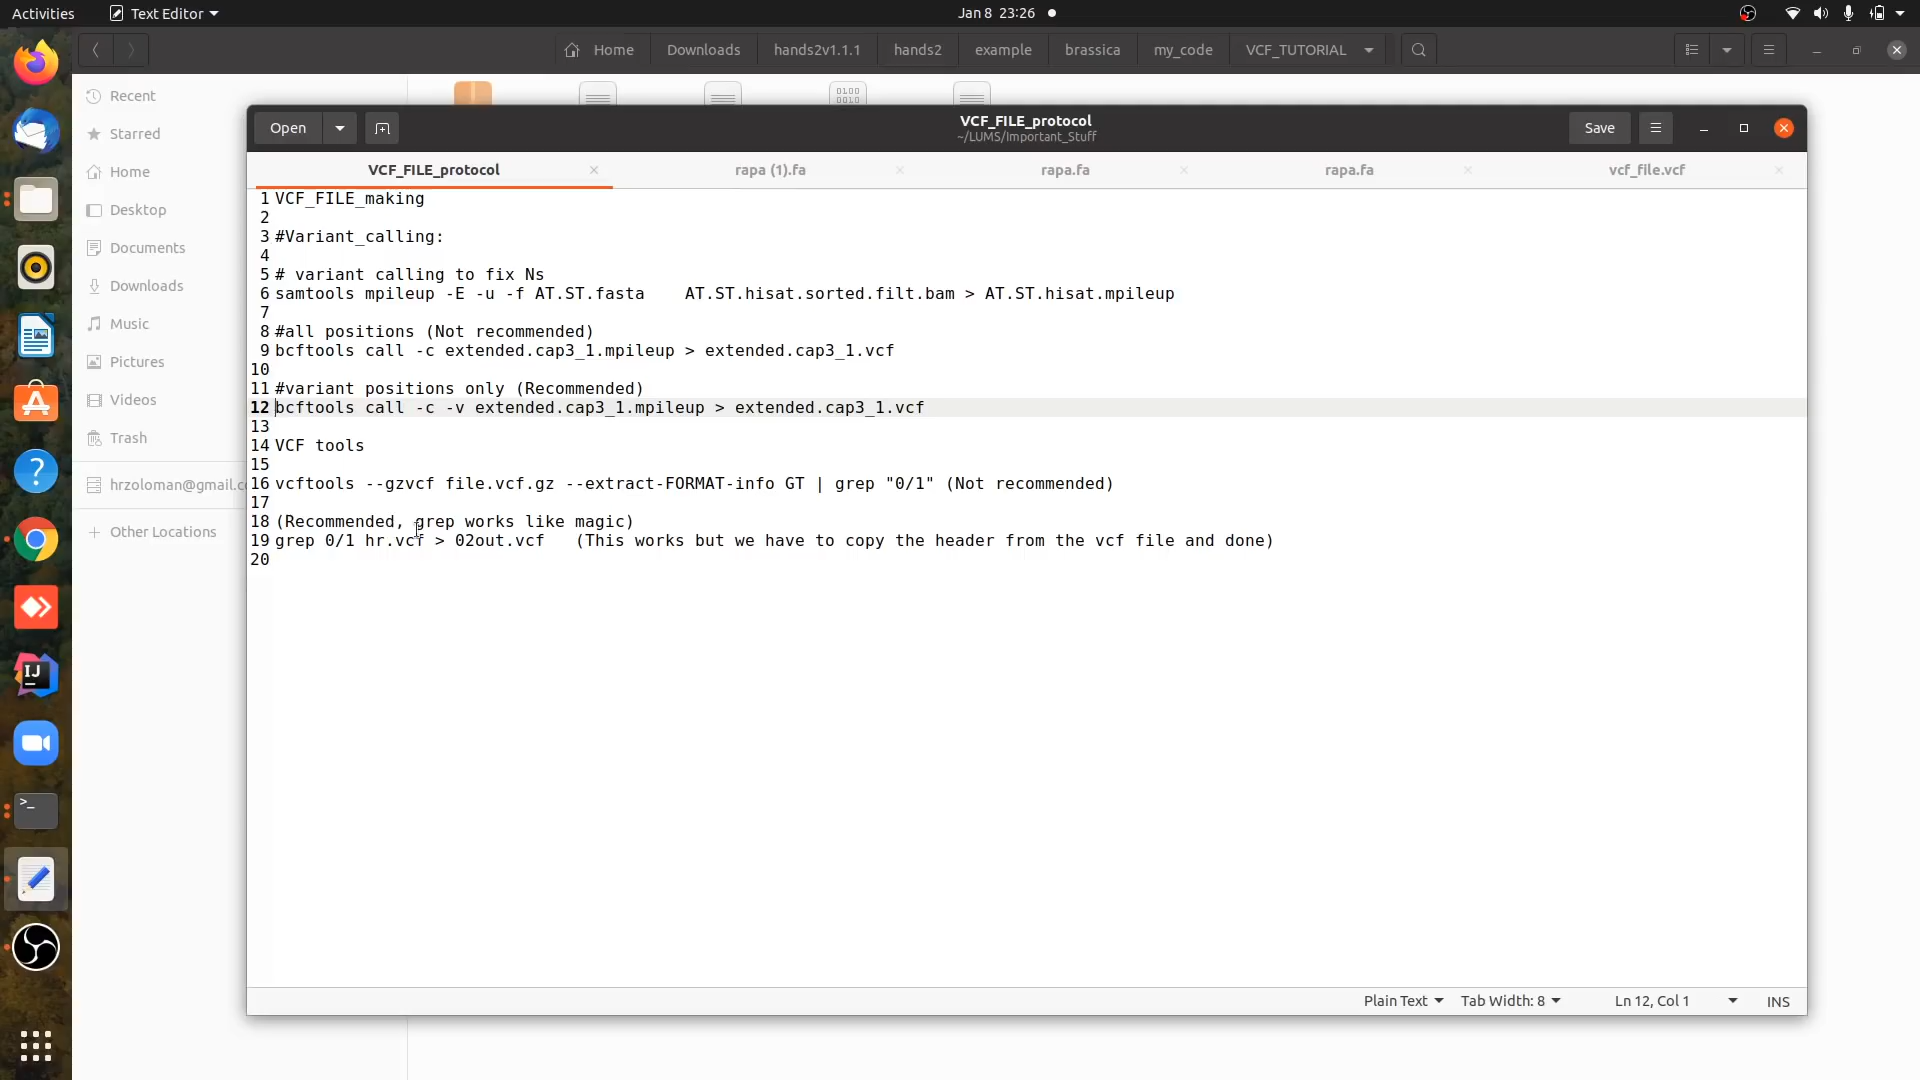 Activities
Text Editor
Jan 8 23:26
Home
Downloads
hands2v1.1.1
hands2
example
brassica
my_code
VCF_TUTORIAL
Recent
Starred
Home
Desktop
Documents
Downloads
Music
Pictures
Videos
Trash
hrzoloman@gmail.c
Other Locations
Open
VCF_FILE_protocol
~/LUMS/Important_Stuff
Save
VCF_FILE_protocol
rapa (1).fa
rapa.fa
rapa.fa
vcf_file.vcf
1 VCF_FILE_making
2
3 #Variant_calling:
4
5 # variant calling to fix Ns
6 samtools mpileup -E -u -f AT.ST.fasta    AT.ST.hisat.sorted.filt.bam > AT.ST.hisat.mpileup
7
8 #all positions (Not recommended)
9 bcftools call -c extended.cap3_1.mpileup > extended.cap3_1.vcf
10
11 #variant positions only (Recommended)
12 bcftools call -c -v extended.cap3_1.mpileup > extended.cap3_1.vcf
13
14 VCF tools
15
16 vcftools --gzvcf file.vcf.gz --extract-FORMAT-info GT | grep "0/1" (Not recommended)
17
18 (Recommended, grep works like magic)
19 grep 0/1 hr.vcf > 02out.vcf   (This works but we have to copy the header from the vcf file and done)
20
Plain Text
Tab Width: 8
Ln 12, Col 1
INS
0100
0010
IJ
>_
?